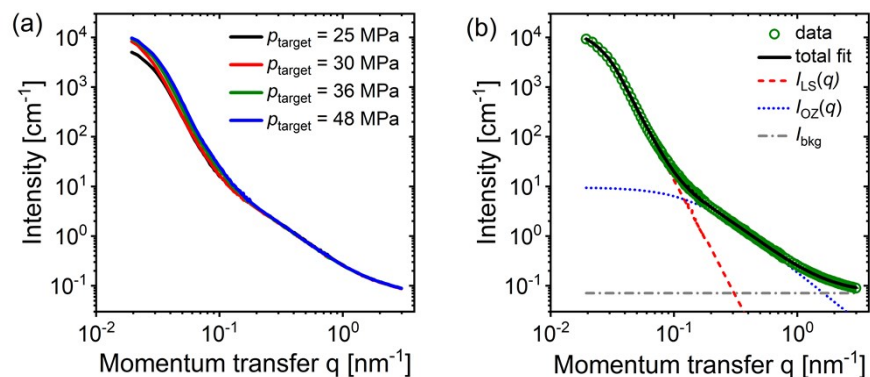 (a)
p_target = 25 MPa
p_target = 30 MPa
p_target = 36 MPa
p_target = 48 MPa
10⁴
10³
10²
10¹
10⁰
10⁻¹
Intensity [cm⁻¹]
10⁻² 10⁻¹ 10⁰
Momentum transfer q [nm⁻¹]
(b)
data
total fit
I_LS(q)
I_OZ(q)
I_bkg
10⁴
10³
10²
10¹
10⁰
10⁻¹
Intensity [cm⁻¹]
10⁻² 10⁻¹ 10⁰
Momentum transfer q [nm⁻¹]